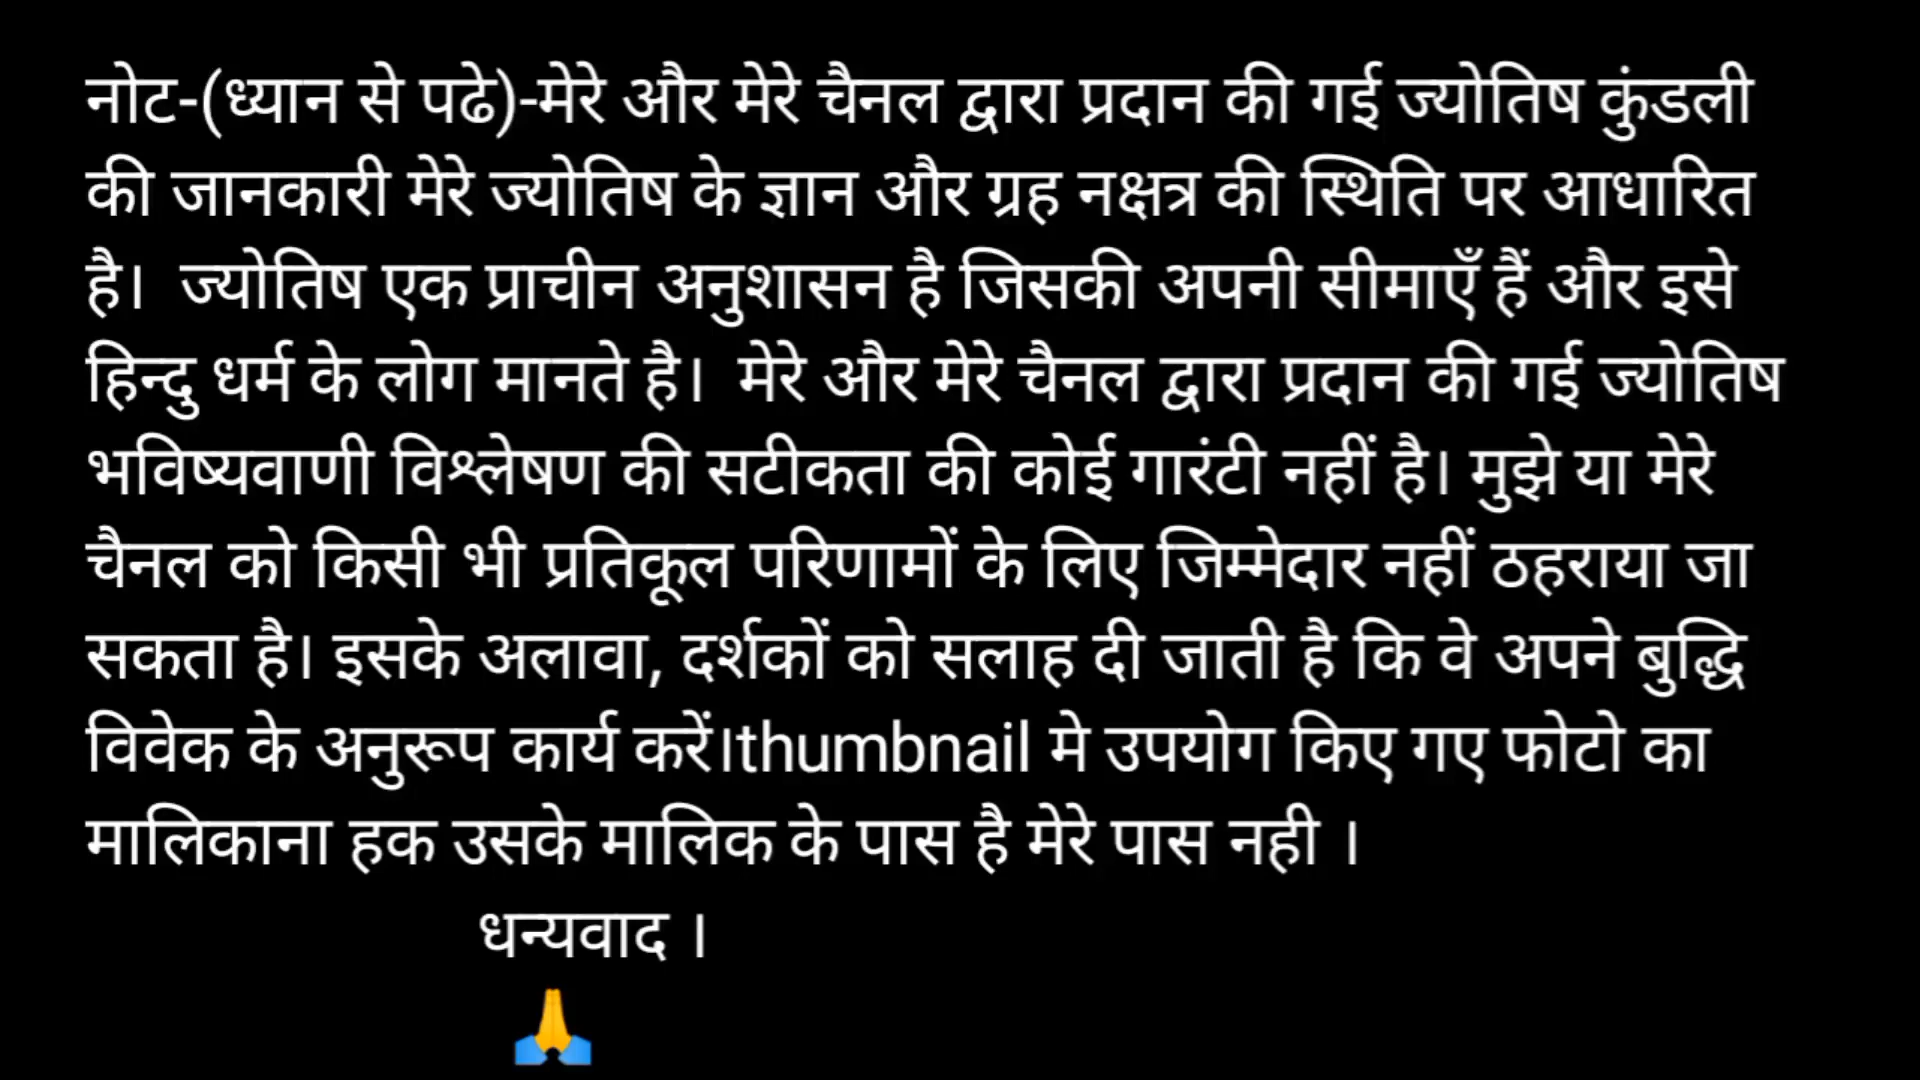 नोट-(ध्यान से पढे)-मेरे और मेरे चैनल द्वारा प्रदान की गई ज्योतिष कुंडली
की जानकारी मेरे ज्योतिष के ज्ञान और ग्रह नक्षत्र की स्थिति पर आधारित
है।  ज्योतिष एक प्राचीन अनुशासन है जिसकी अपनी सीमाएँ हैं और इसे
हिन्दु धर्म के लोग मानते है।  मेरे और मेरे चैनल द्वारा प्रदान की गई ज्योतिष
भविष्यवाणी विश्लेषण की सटीकता की कोई गारंटी नहीं है। मुझे या मेरे
चैनल को किसी भी प्रतिकूल परिणामों के लिए जिम्मेदार नहीं ठहराया जा
सकता है। इसके अलावा, दर्शकों को सलाह दी जाती है कि वे अपने बुद्धि
विवेक के अनुरूप कार्य करें।thumbnail मे उपयोग किए गए फोटो का
मालिकाना हक उसके मालिक के पास है मेरे पास नही ।
धन्यवाद ।
🙏